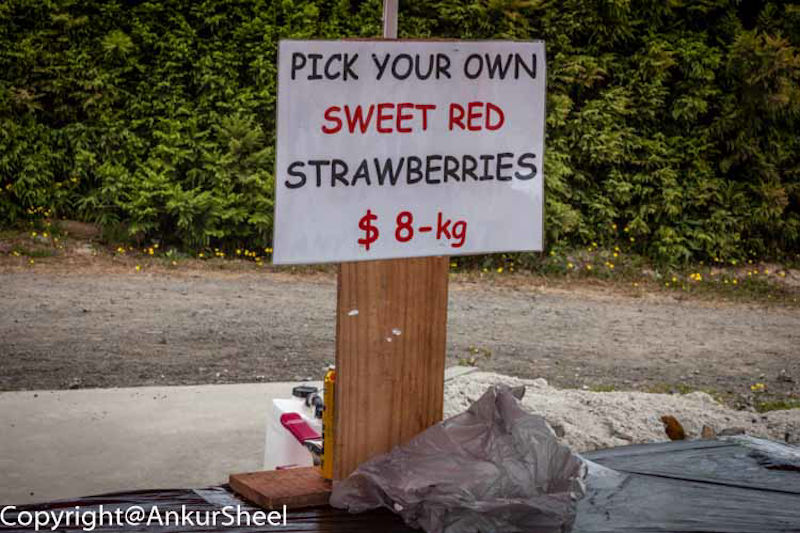 PICK YOUR OWN
SWEET RED
STRAWBERRIES
$ 8-kg
Copyright@AnkurSheel